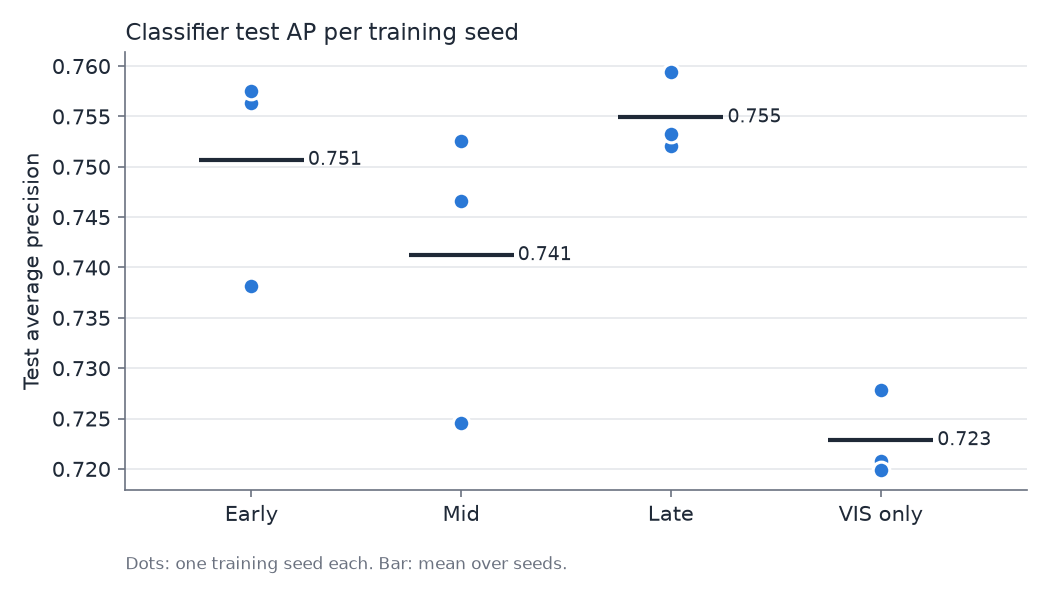 Classifier test AP per training seed
Test average precision
0.760
0.755
0.750
0.745
0.740
0.735
0.730
0.725
0.720
0.751
0.741
0.755
0.723
Early
Mid
Late
VIS only
Dots: one training seed each. Bar: mean over seeds.